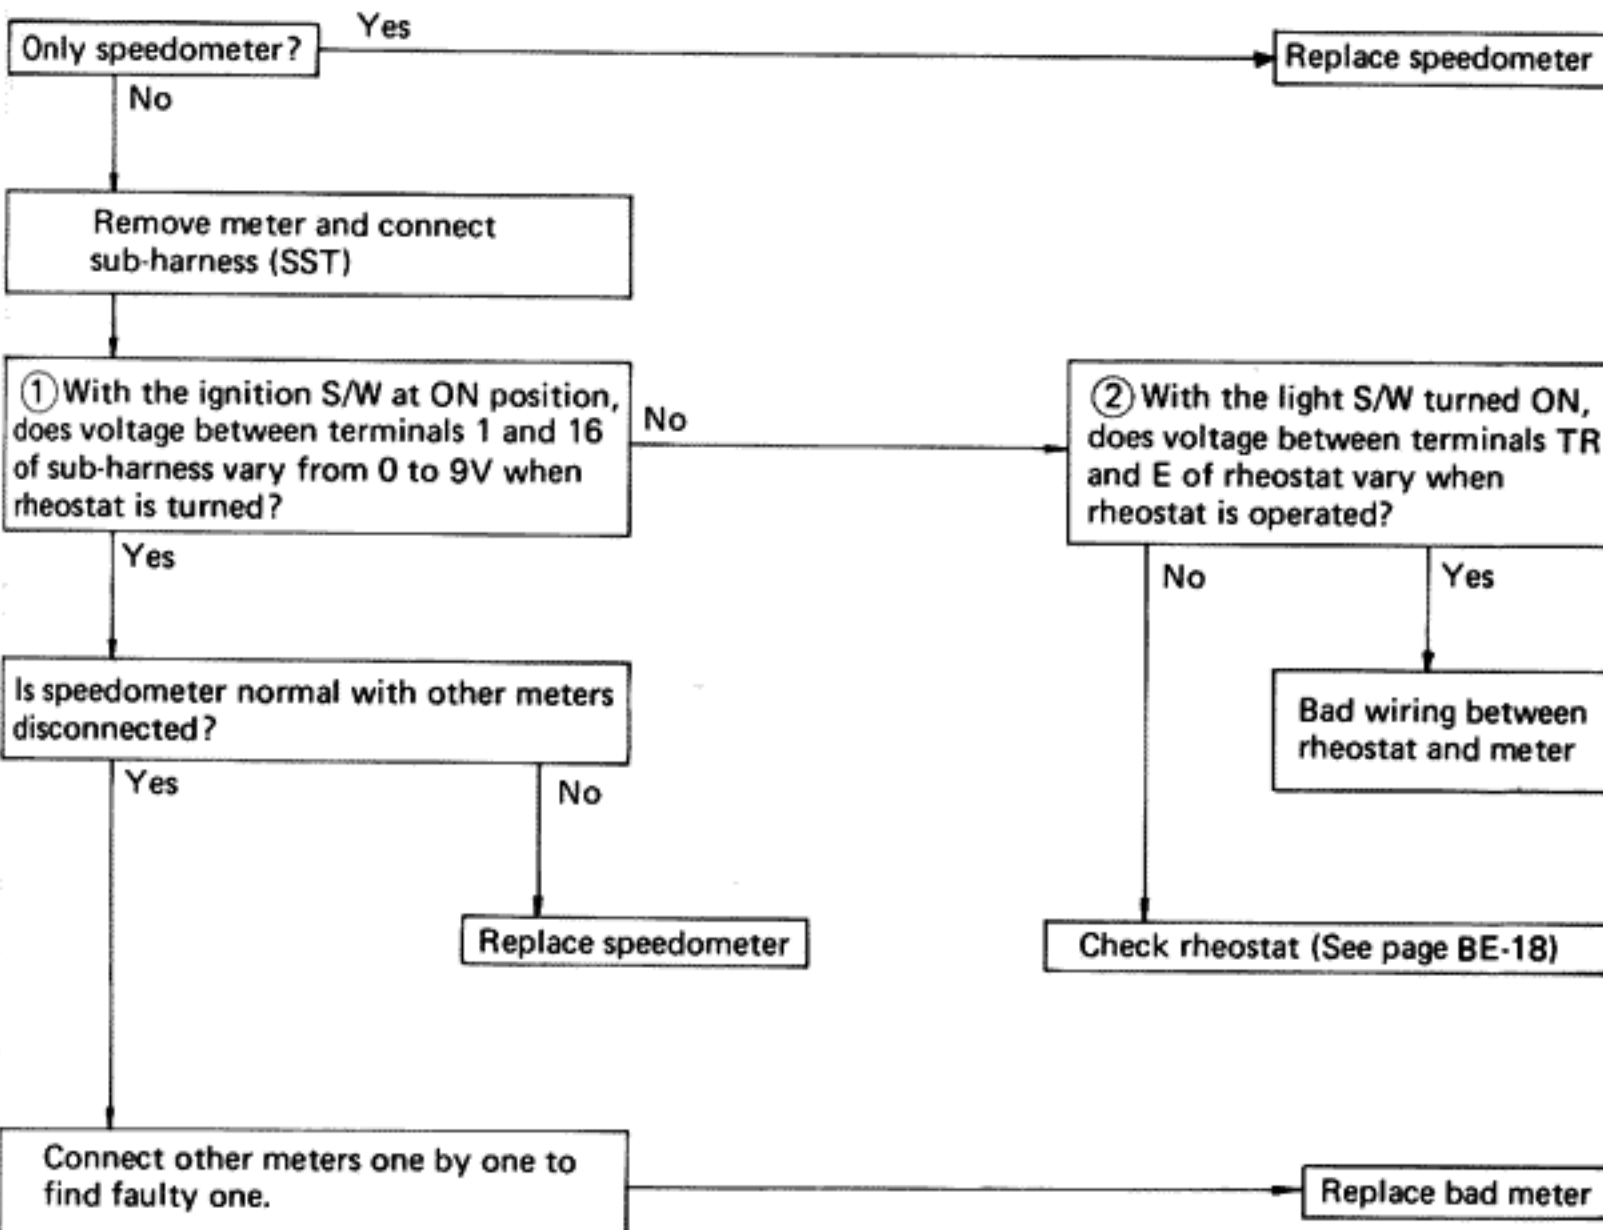 Only speedometer?
Yes
Replace speedometer
No
Remove meter and connect
sub-harness (SST)
① With the ignition S/W at ON position,
does voltage between terminals 1 and 16
of sub-harness vary from 0 to 9V when
rheostat is turned?
No
② With the light S/W turned ON,
does voltage between terminals TR
and E of rheostat vary when
rheostat is operated?
Yes
No
Yes
Is speedometer normal with other meters
disconnected?
Bad wiring between
rheostat and meter
Yes
No
Replace speedometer
Check rheostat (See page BE-18)
Connect other meters one by one to
find faulty one.
Replace bad meter